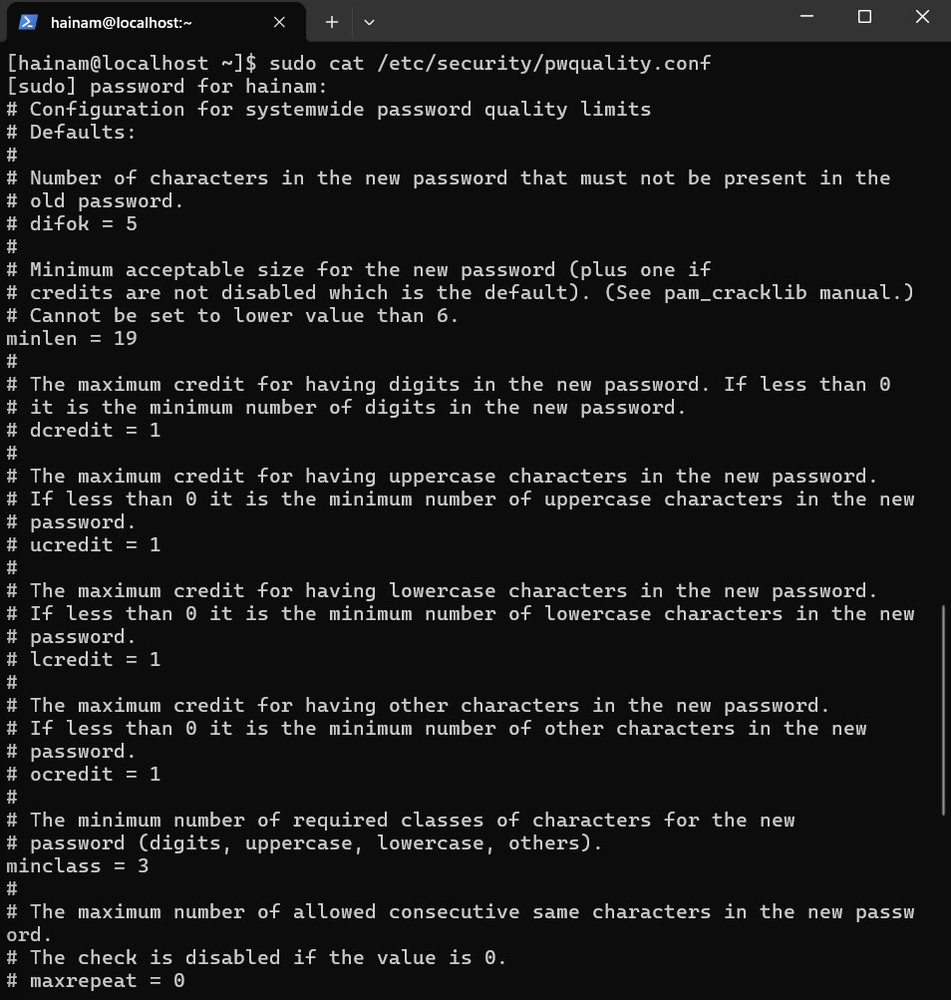 hainam@localhost:~
[hainam@localhost ~]$ sudo cat /etc/security/pwquality.conf
[sudo] password for hainam:
# Configuration for systemwide password quality limits
# Defaults:
#
# Number of characters in the new password that must not be present in the
# old password.
# difok = 5
#
# Minimum acceptable size for the new password (plus one if
# credits are not disabled which is the default). (See pam_cracklib manual.)
# Cannot be set to lower value than 6.
minlen = 19
#
# The maximum credit for having digits in the new password. If less than 0
# it is the minimum number of digits in the new password.
# dcredit = 1
#
# The maximum credit for having uppercase characters in the new password.
# If less than 0 it is the minimum number of uppercase characters in the new
# password.
# ucredit = 1
#
# The maximum credit for having lowercase characters in the new password.
# If less than 0 it is the minimum number of lowercase characters in the new
# password.
# lcredit = 1
#
# The maximum credit for having other characters in the new password.
# If less than 0 it is the minimum number of other characters in the new
# password.
# ocredit = 1
#
# The minimum number of required classes of characters for the new
# password (digits, uppercase, lowercase, others).
minclass = 3
#
# The maximum number of allowed consecutive same characters in the new passw
ord.
# The check is disabled if the value is 0.
# maxrepeat = 0